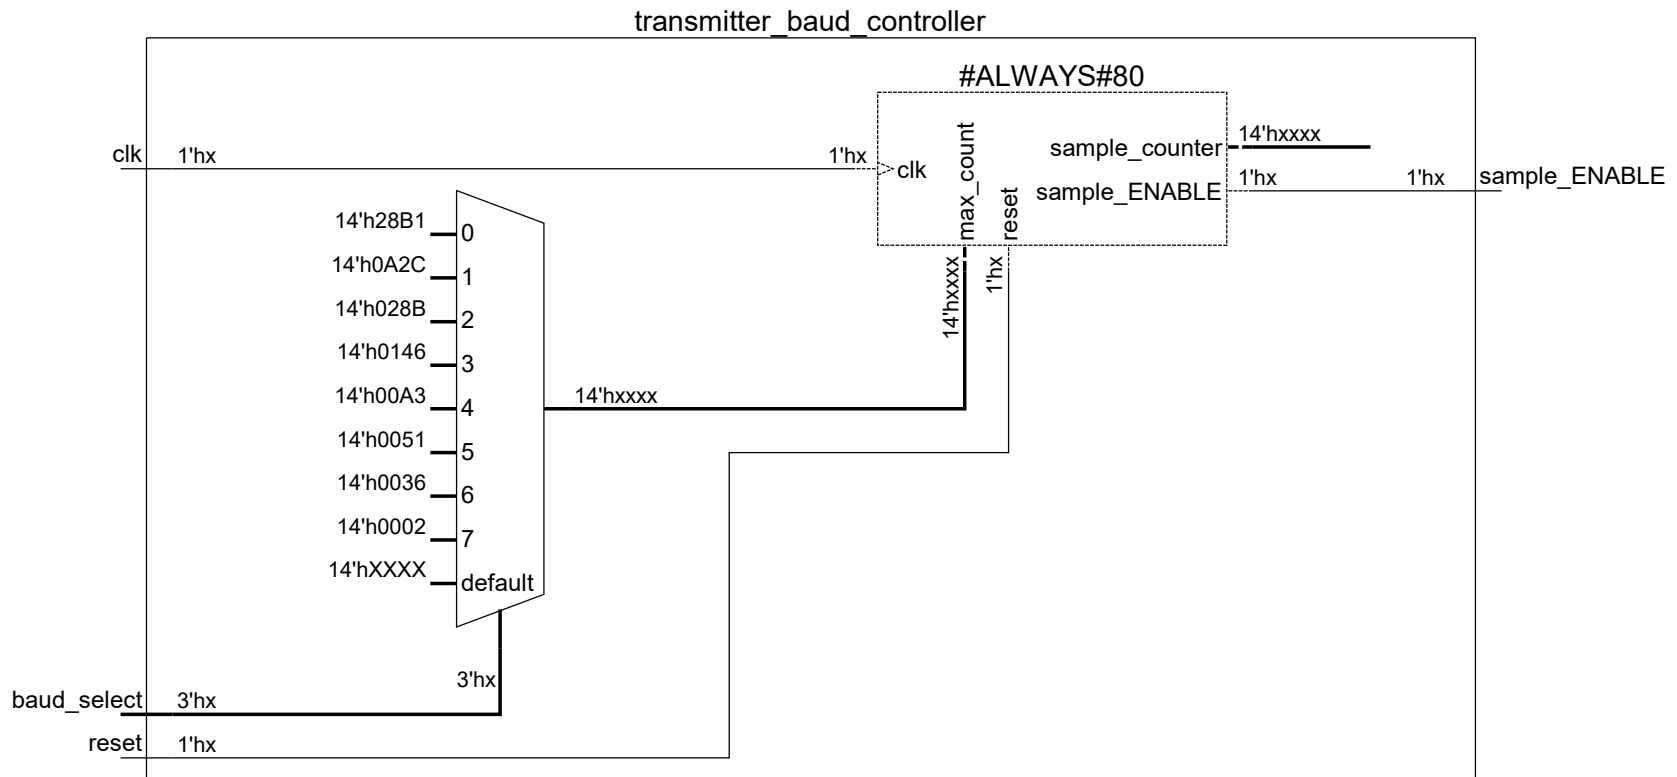 transmitter_baud_controller
#ALWAYS#80
clk
1'hx
1'hx
clk
max_count
reset
sample_counter
14'hxxxx
sample_ENABLE
1'hx
1'hx
sample_ENABLE
14'h28B1
0
14'h0A2C
1
14'h028B
2
14'h0146
3
14'h00A3
4
14'h0051
5
14'h0036
6
14'h0002
7
14'hXXXX
default
14'hxxxx
14'hxxxx
1'hx
3'hx
baud_select
3'hx
reset
1'hx